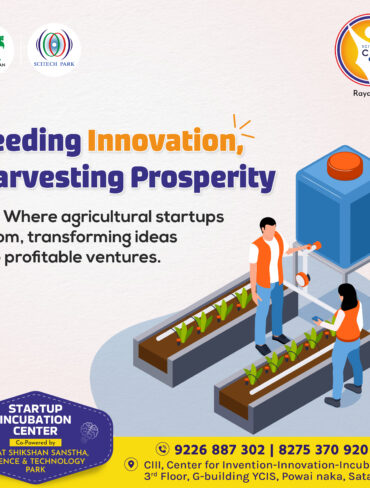 SCITECH PARK
Raya
eeding Innovation,
arvesting Prosperity
. Where agricultural startups
om, transforming ideas
profitable ventures.
STARTUP
INCUBATION
CENTER
Co-Powered by
AT SHIKSHAN SANSTHA,
ENCE & TECHNOLOGY
PARK
9226 887 302 | 8275 370 920
CIII, Center for Invention-Innovation-Incub
3rd Floor, G-building YCIS, Powai naka, Sata